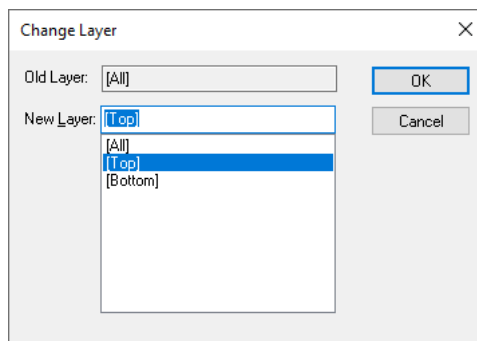 Change Layer
Old Layer: [All] OK
New Layer: [Top] Cancel
[All]
[Top]
[Bottom]